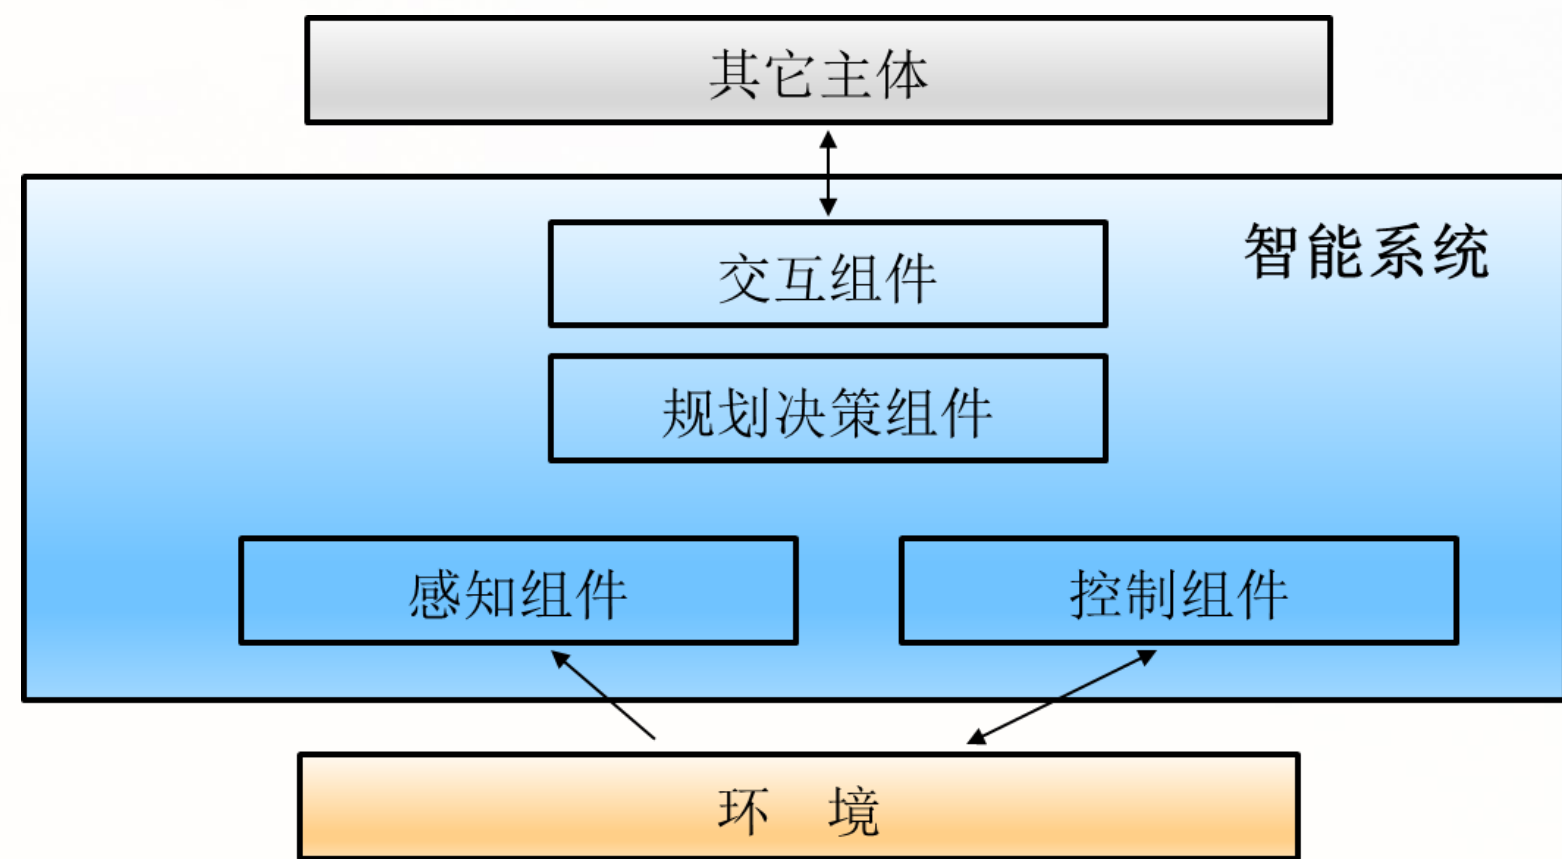 其它主体
智能系统
交互组件
规划决策组件
感知组件
控制组件
环 境